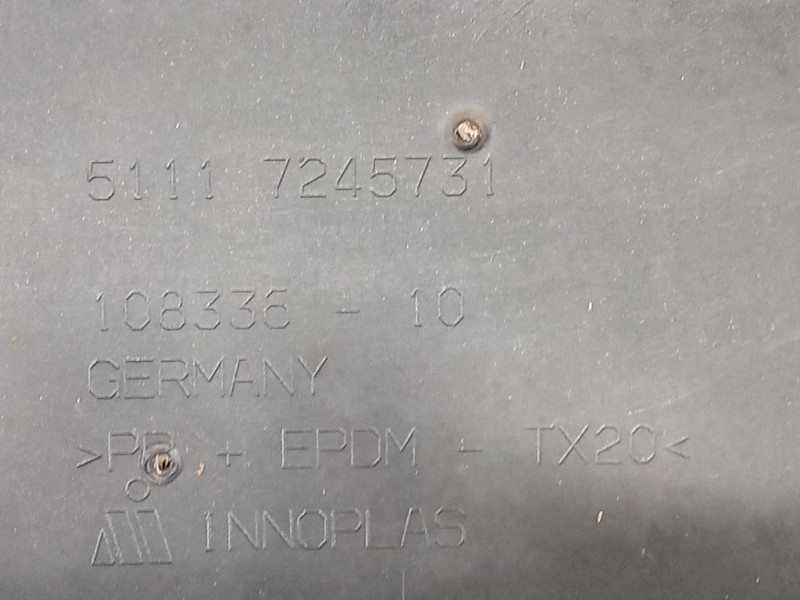 5111 7245731
108336 - 10
GERMANY
>PP + EPDM - TX20<
INNOPLAS